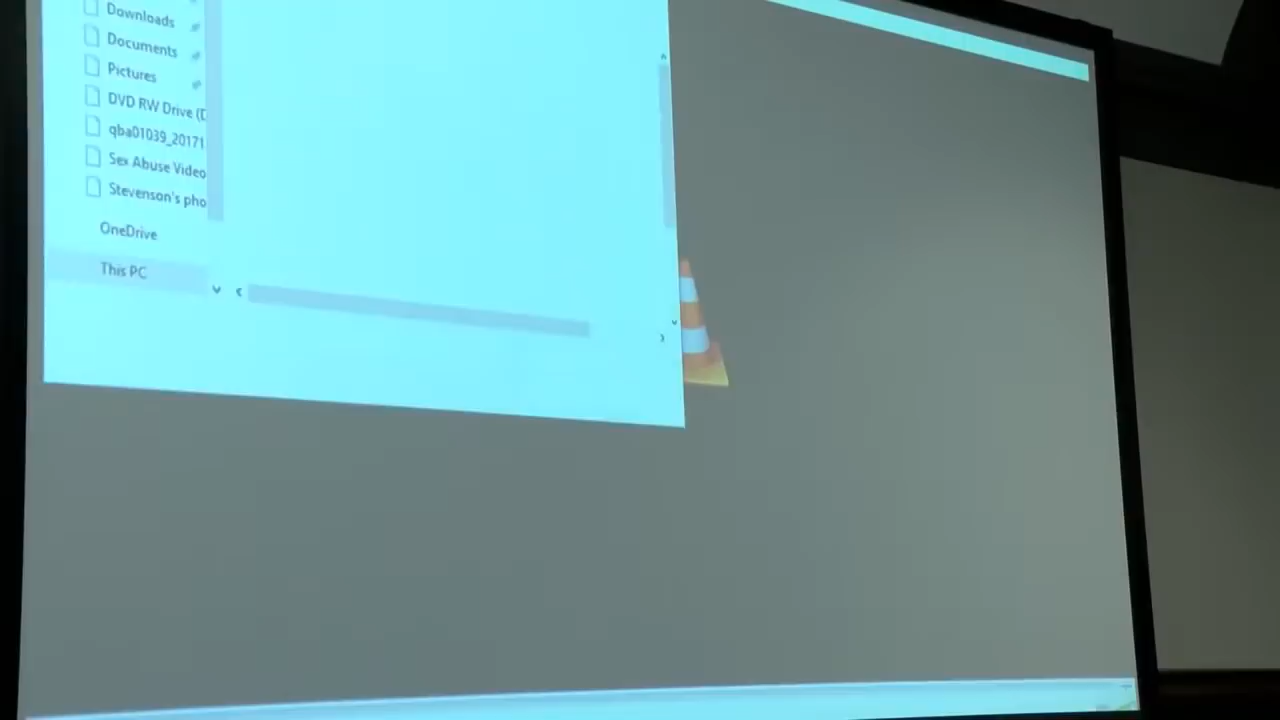 Downloads
Documents
Pictures
DVD RW Drive (D
qba01039_20171
Sex Abuse Video
Stevenson's pho
OneDrive
This PC